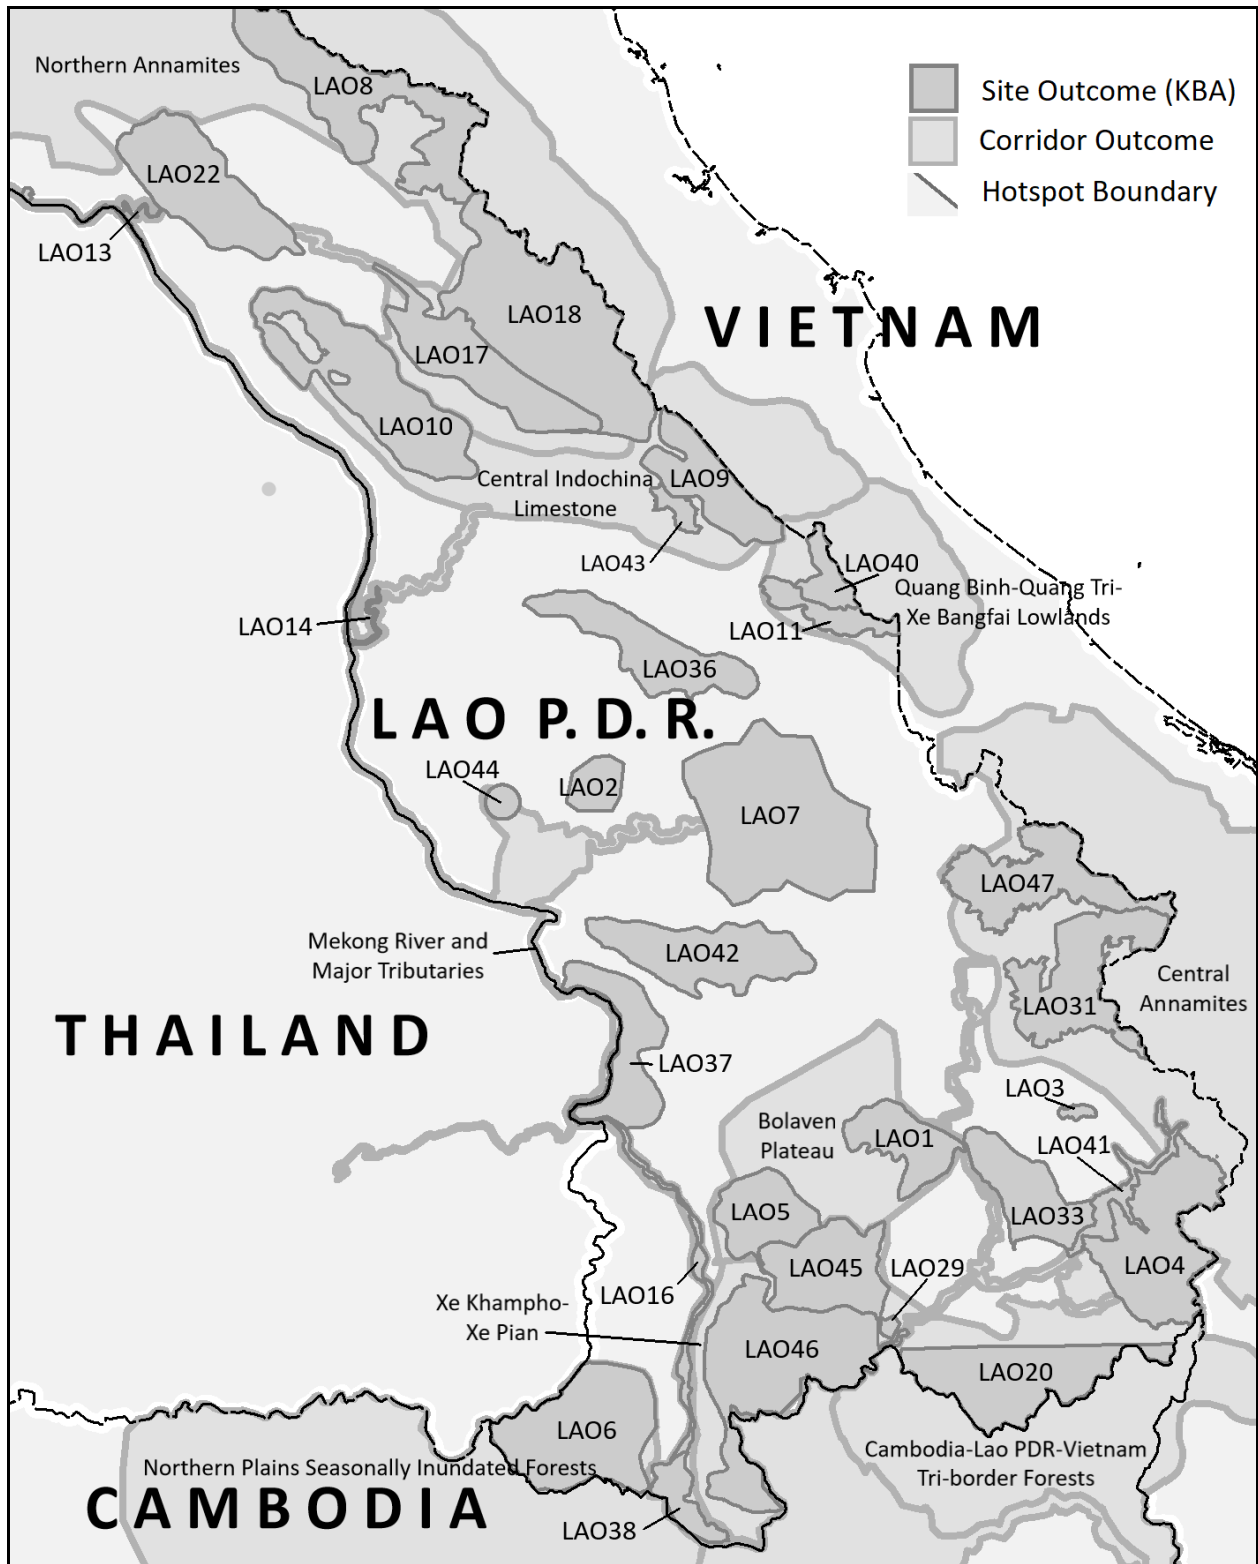 Northern Annamites
LAO8
Site Outcome (KBA)
Corridor Outcome
Hotspot Boundary
LAO22
LAO13
LAO18
VIETNAM
LAO17
LAO10
Central Indochina
Limestone
LAO9
LAO43
LAO40
Quang Binh-Quang Tri-
Xe Bangfai Lowlands
LAO14
LAO11
LAO36
LAO P.D.R.
LAO44
LAO2
LAO7
LAO47
Mekong River and
Major Tributaries
LAO42
Central
Annamites
LAO31
THAILAND
LAO37
LAO3
Bolaven
Plateau
LAO1
LAO41
LAO5
LAO33
LAO45
LAO29
LAO4
LAO16
Xe Khampho-
Xe Pian
LAO46
LAO20
LAO6
Cambodia-Lao PDR-Vietnam
Tri-border Forests
Northern Plains Seasonally Inundated Forests
CAMBODIA
LAO38